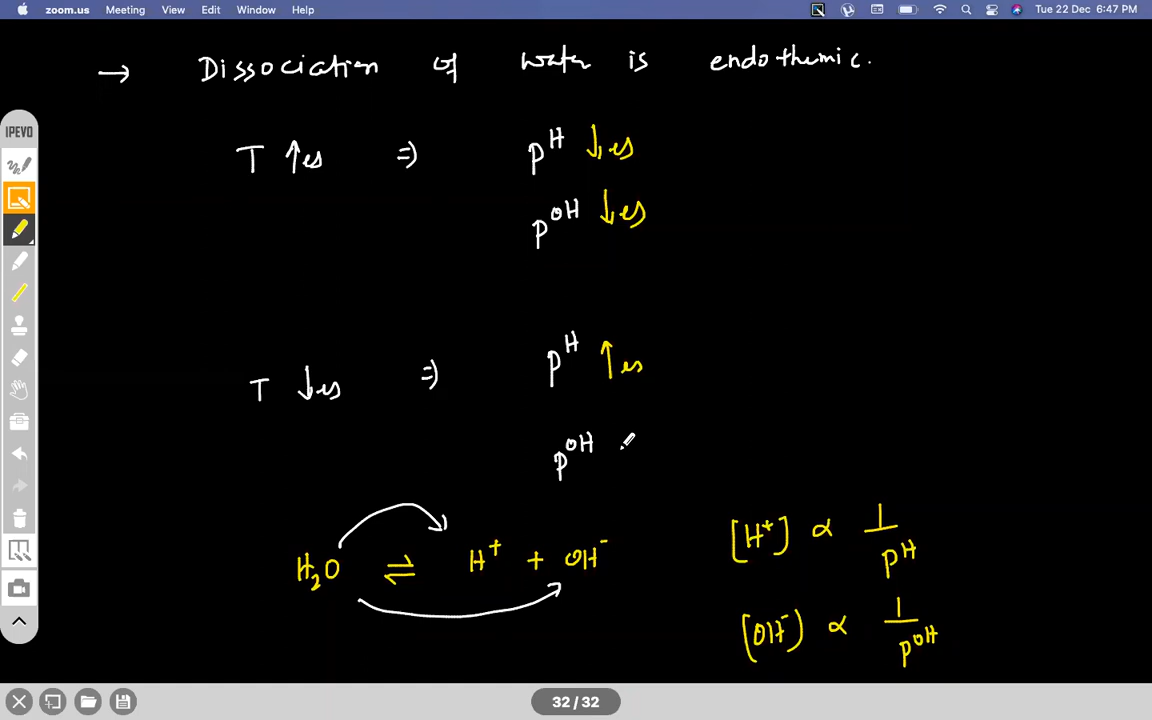 zoom.us Meeting View Edit Window Help Tue 22 Dec 6:47 PM
→ Dissociation of water is endothemic.
IPEVO
T ↑es ⇒ pH ↓es
pOH ↓es
T ↓es ⇒ pH ↑es
pOH
H₂O ⇌ H⁺ + OH⁻
[H⁺] ∝ 1/pH
[OH⁻] ∝ 1/pOH
32 / 32